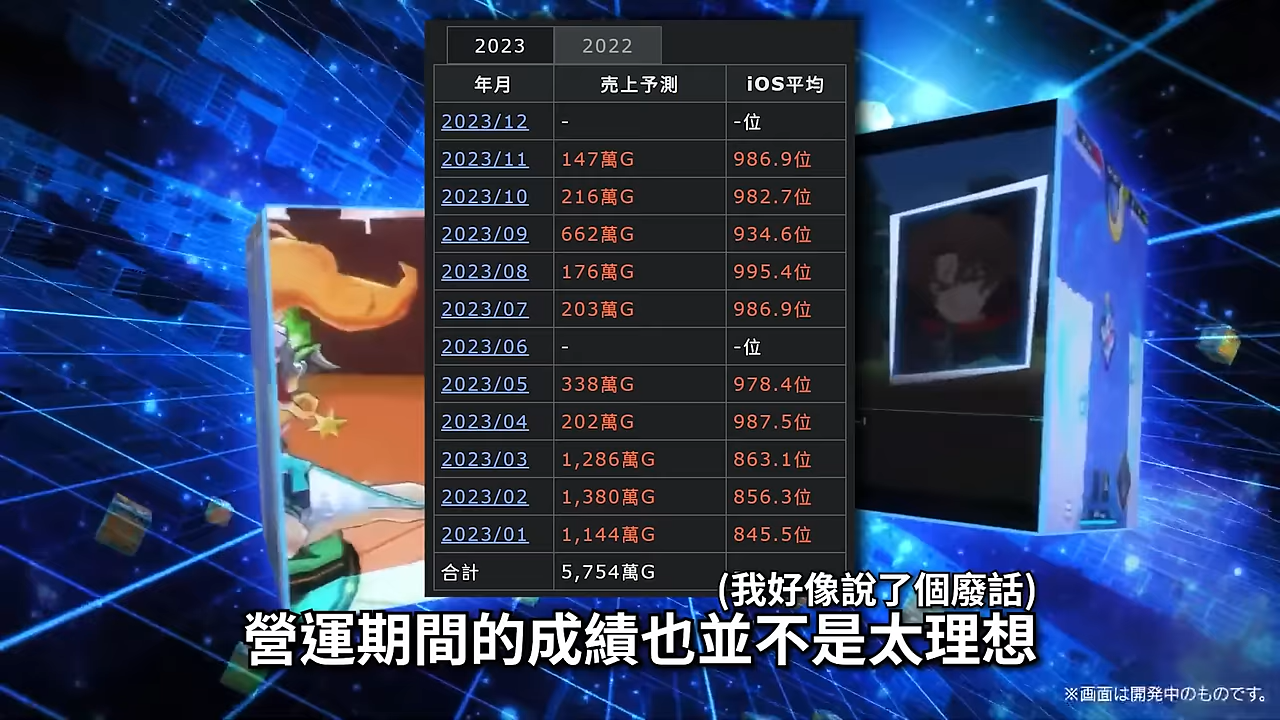 2023 2022
年月 売上予測 iOS平均
2023/12 - -位
2023/11 147萬G 986.9位
2023/10 216萬G 982.7位
2023/09 662萬G 934.6位
2023/08 176萬G 995.4位
2023/07 203萬G 986.9位
2023/06 - -位
2023/05 338萬G 978.4位
2023/04 202萬G 987.5位
2023/03 1,286萬G 863.1位
2023/02 1,380萬G 856.3位
2023/01 1,144萬G 845.5位
合計 5,754萬G
(我好像說了個廢話)
營運期間的成績也並不是太理想
※画面は開発中のものです。